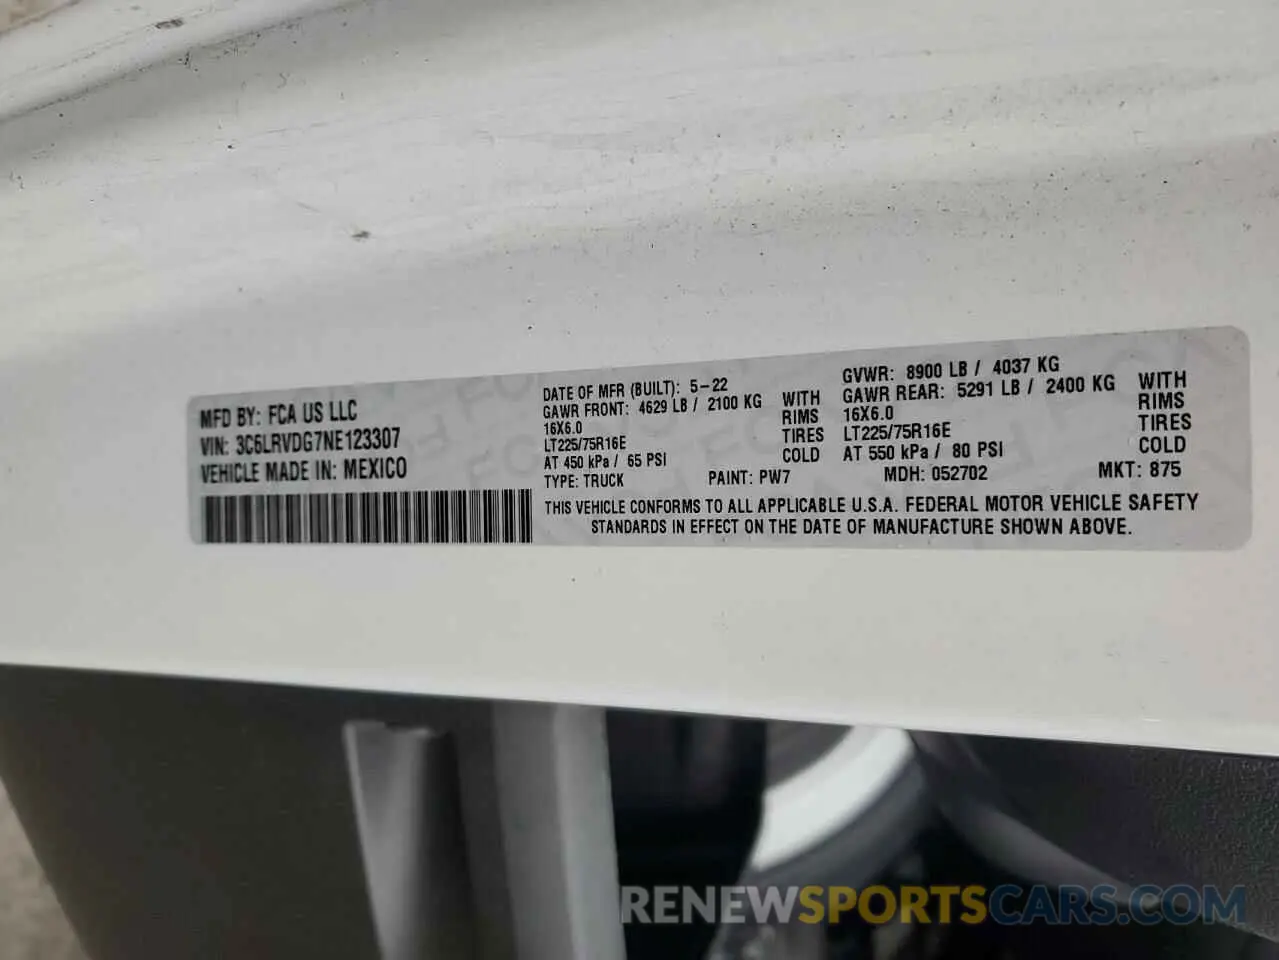 MFD BY: FCA US LLC
VIN: 3C6LRVDG7NE123307
VEHICLE MADE IN: MEXICO
DATE OF MFR (BUILT): 5-22
GAWR FRONT: 4629 LB / 2100 KG WITH
16X6.0 RIMS
LT225/75R16E TIRES
AT 450 kPa / 65 PSI COLD
GVWR: 8900 LB / 4037 KG
GAWR REAR: 5291 LB / 2400 KG WITH
16X6.0 RIMS
LT225/75R16E TIRES
AT 550 kPa / 80 PSI COLD
TYPE: TRUCK PAINT: PW7 MDH: 052702 MKT: 875
THIS VEHICLE CONFORMS TO ALL APPLICABLE U.S.A. FEDERAL MOTOR VEHICLE SAFETY
STANDARDS IN EFFECT ON THE DATE OF MANUFACTURE SHOWN ABOVE.
RENEWSPORTSCARS.COM